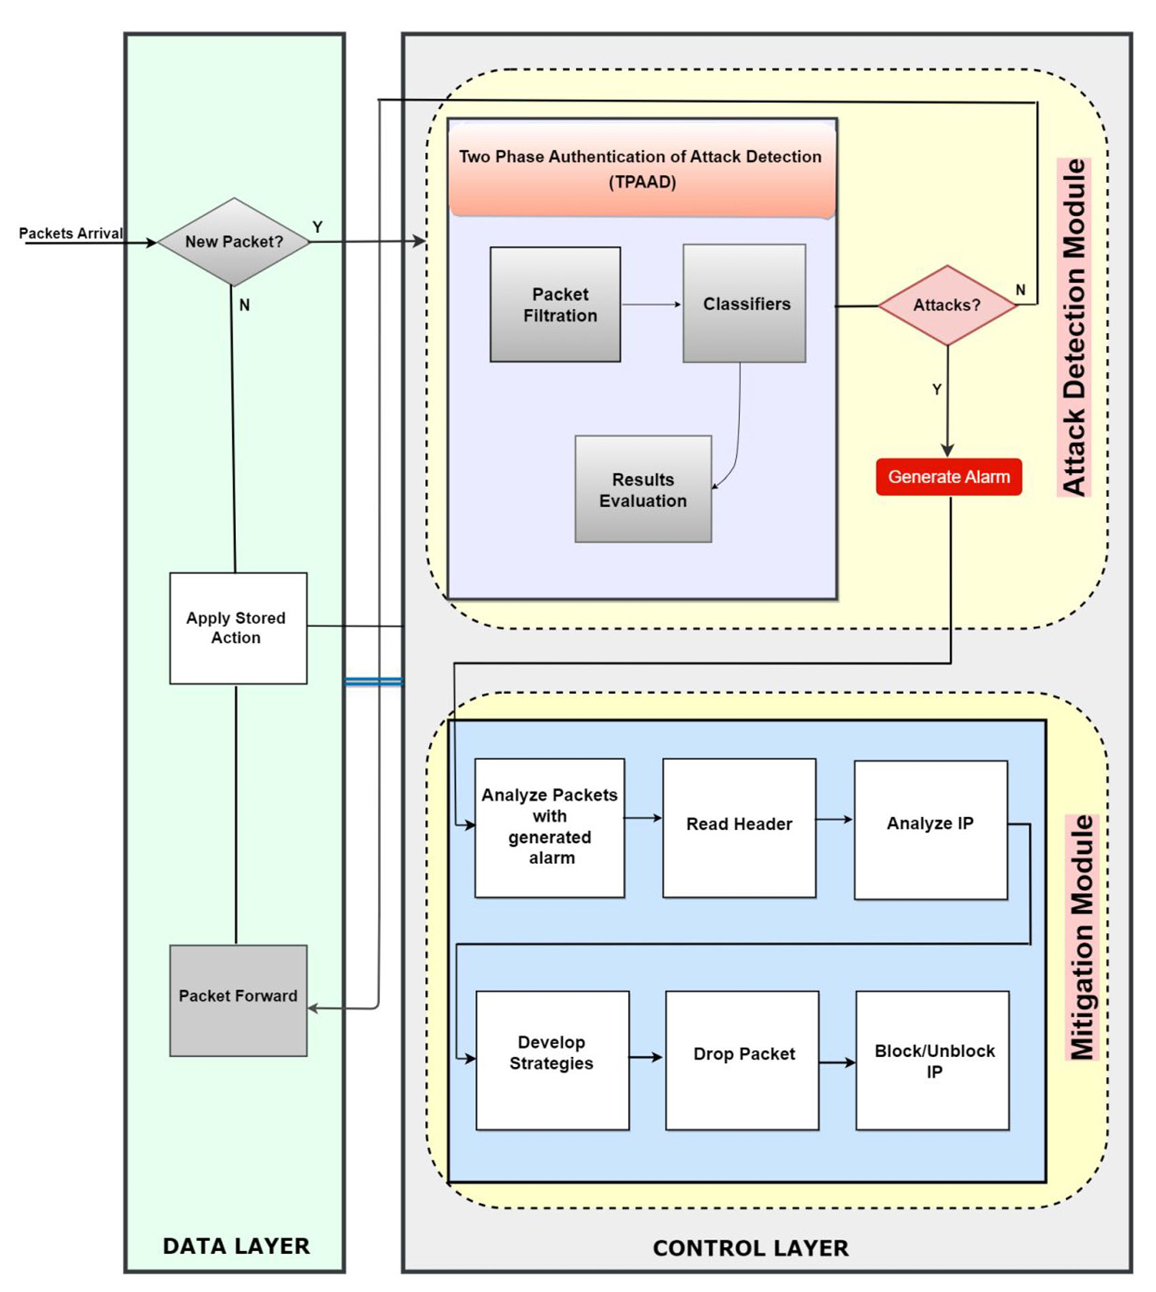 Packets Arrival
New Packet?
Y
N
Apply Stored
Action
Packet Forward
DATA LAYER
Two Phase Authentication of Attack Detection
(TPAAD)
Packet
Filtration
Classifiers
Results
Evaluation
Attacks?
N
Y
Generate Alarm
Attack Detection Module
Analyze Packets
with
generated
alarm
Read Header
Analyze IP
Develop
Strategies
Drop Packet
Block/Unblock
IP
Mitigation Module
CONTROL LAYER